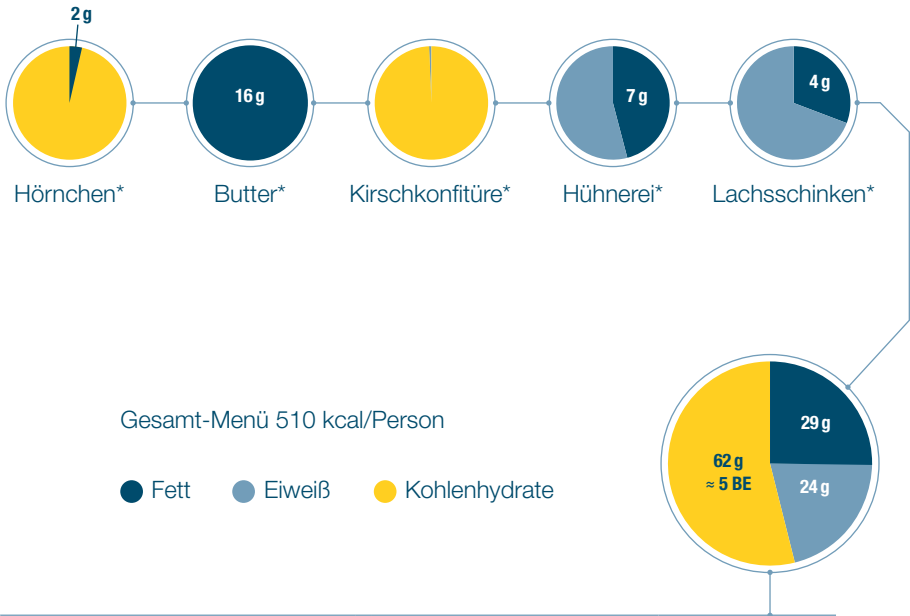 2 g
16 g
7 g
4 g
Hörnchen*
Butter*
Kirschkonfitüre*
Hühnerei*
Lachsschinken*
Gesamt-Menü 510 kcal/Person
Fett
Eiweiß
Kohlenhydrate
29 g
62 g
≈ 5 BE
24 g